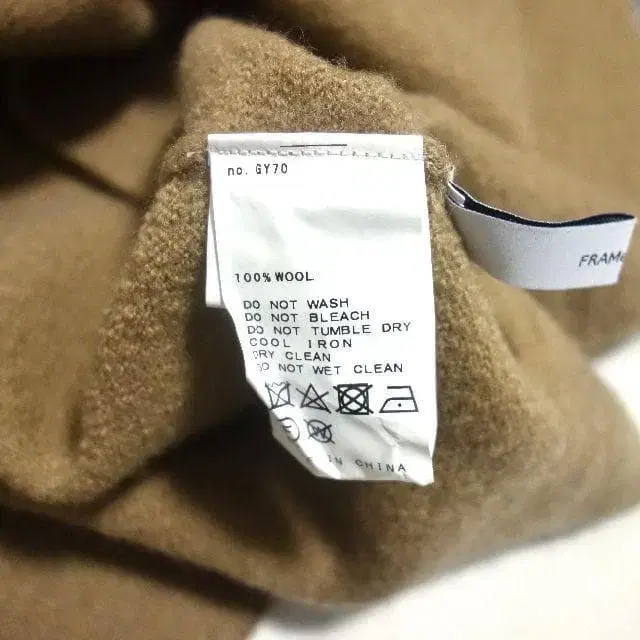 no. GY70
100% WOOL
DO NOT WASH
DO NOT BLEACH
DO NOT TUMBLE DRY
COOL IRON
DRY CLEAN
DO NOT WET CLEAN
IN CHINA